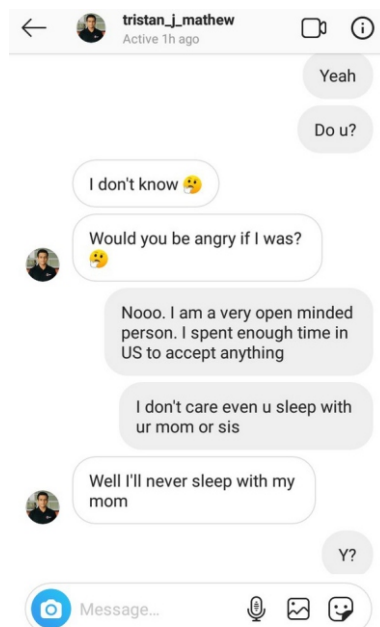 tristan_j_mathew
Active 1h ago
Yeah
Do u?
I don't know 🤔
Would you be angry if I was?
🤔
Nooo. I am a very open minded
person. I spent enough time in
US to accept anything
I don't care even u sleep with
ur mom or sis
Well I'll never sleep with my
mom
Y?
Message...